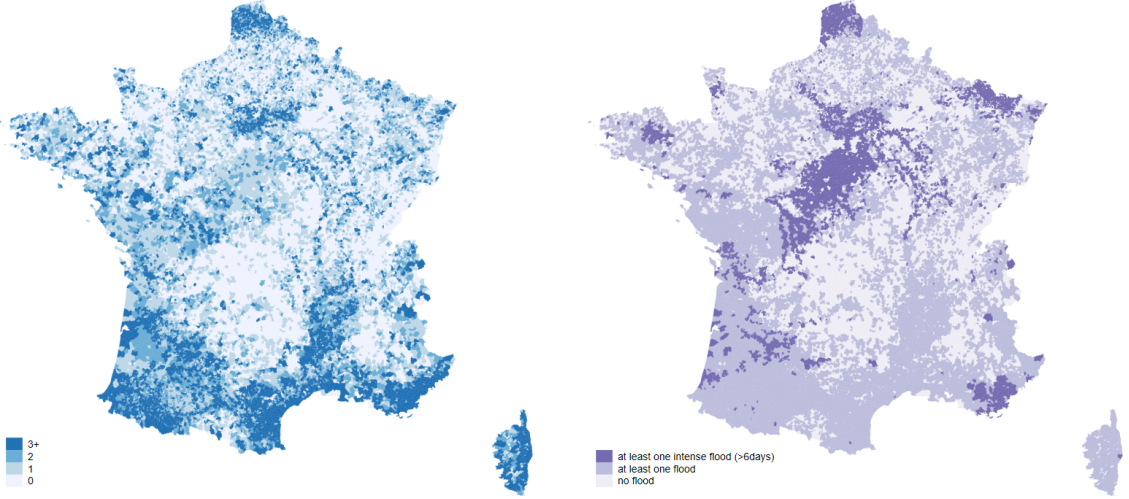 3+
2
1
0
at least one intense flood (>6days)
at least one flood
no flood